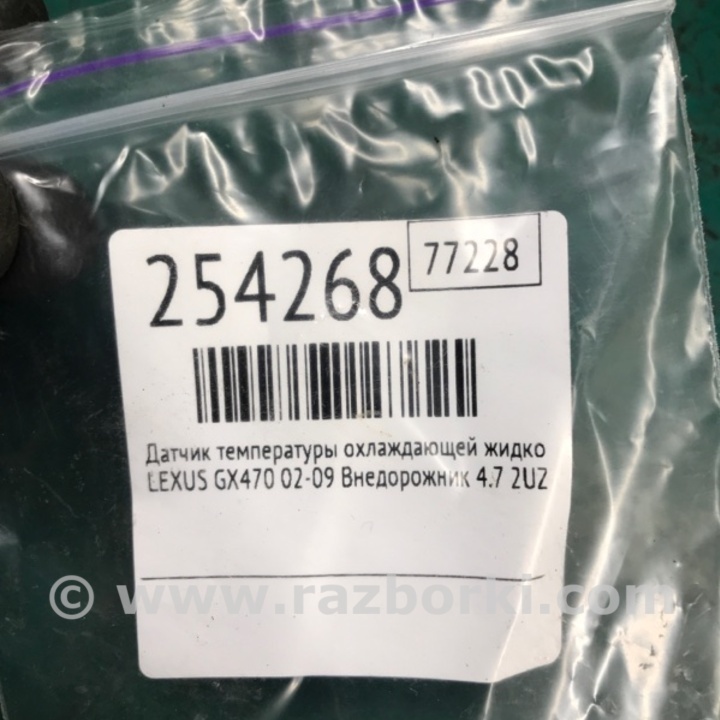 254268
77228
Датчик температуры охлаждающей жидко
LEXUS GX470 02-09 Внедорожник 4.7 2UZ
© www.razborki.com